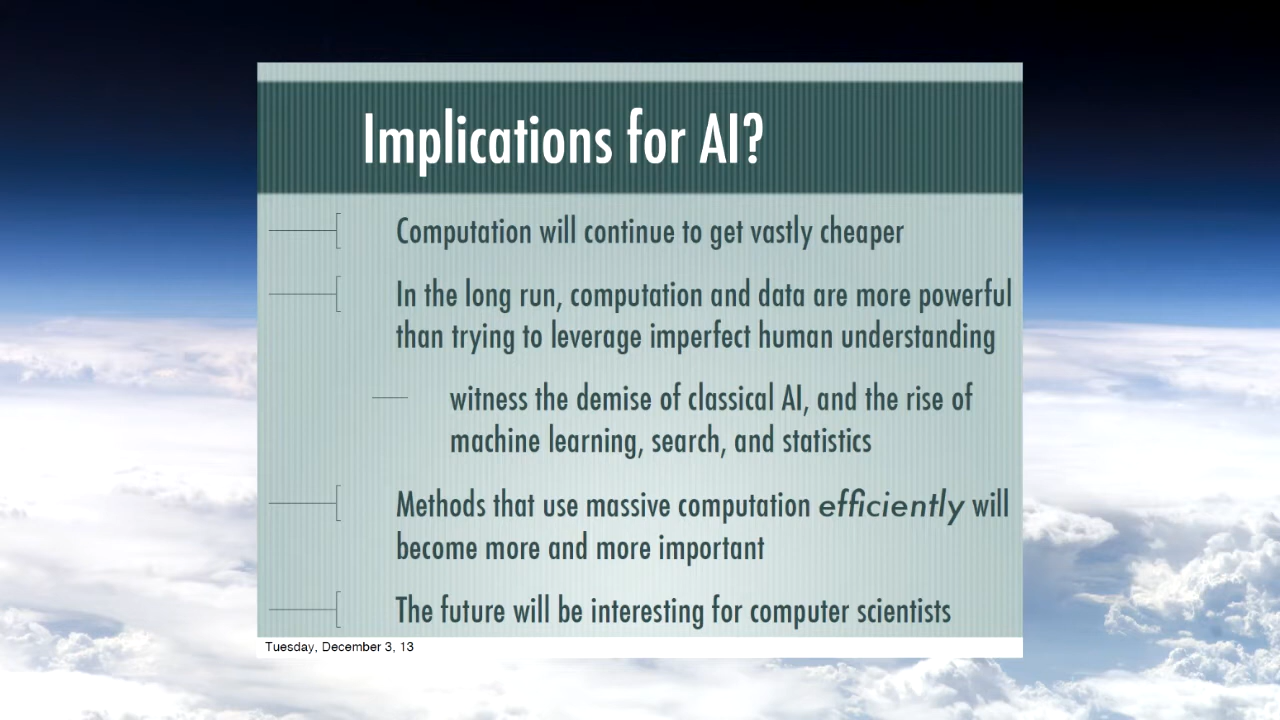 Implications for AI?
Computation will continue to get vastly cheaper
In the long run, computation and data are more powerful
than trying to leverage imperfect human understanding
witness the demise of classical AI, and the rise of
machine learning, search, and statistics
Methods that use massive computation efficiently will
become more and more important
The future will be interesting for computer scientists
Tuesday, December 3, 13